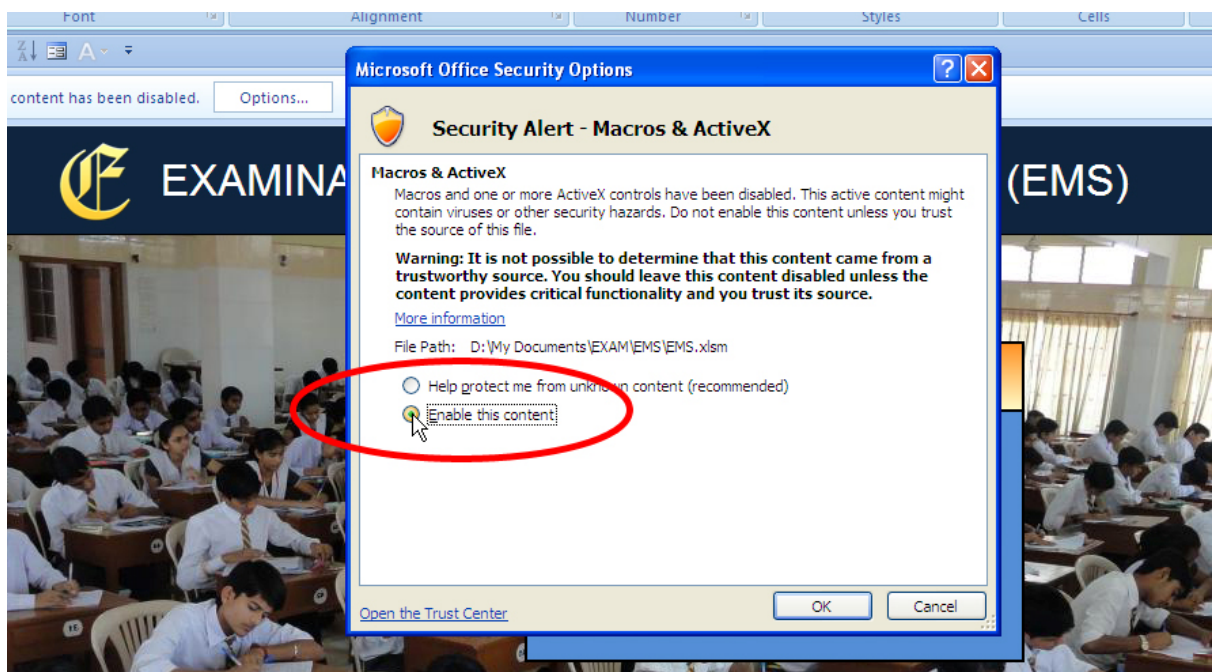 Font
Alignment
Number
Styles
Cells
A
content has been disabled. Options...
Microsoft Office Security Options
Security Alert - Macros & ActiveX
E EXAMINA
(EMS)
Macros & ActiveX
Macros and one or more ActiveX controls have been disabled. This active content might
contain viruses or other security hazards. Do not enable this content unless you trust
the source of this file.
Warning: It is not possible to determine that this content came from a
trustworthy source. You should leave this content disabled unless the
content provides critical functionality and you trust its source.
More information
File Path: D:\My Documents\EXAM\EMS\EMS.xlsm
Help protect me from unknown content (recommended)
Enable this content
Open the Trust Center
OK
Cancel